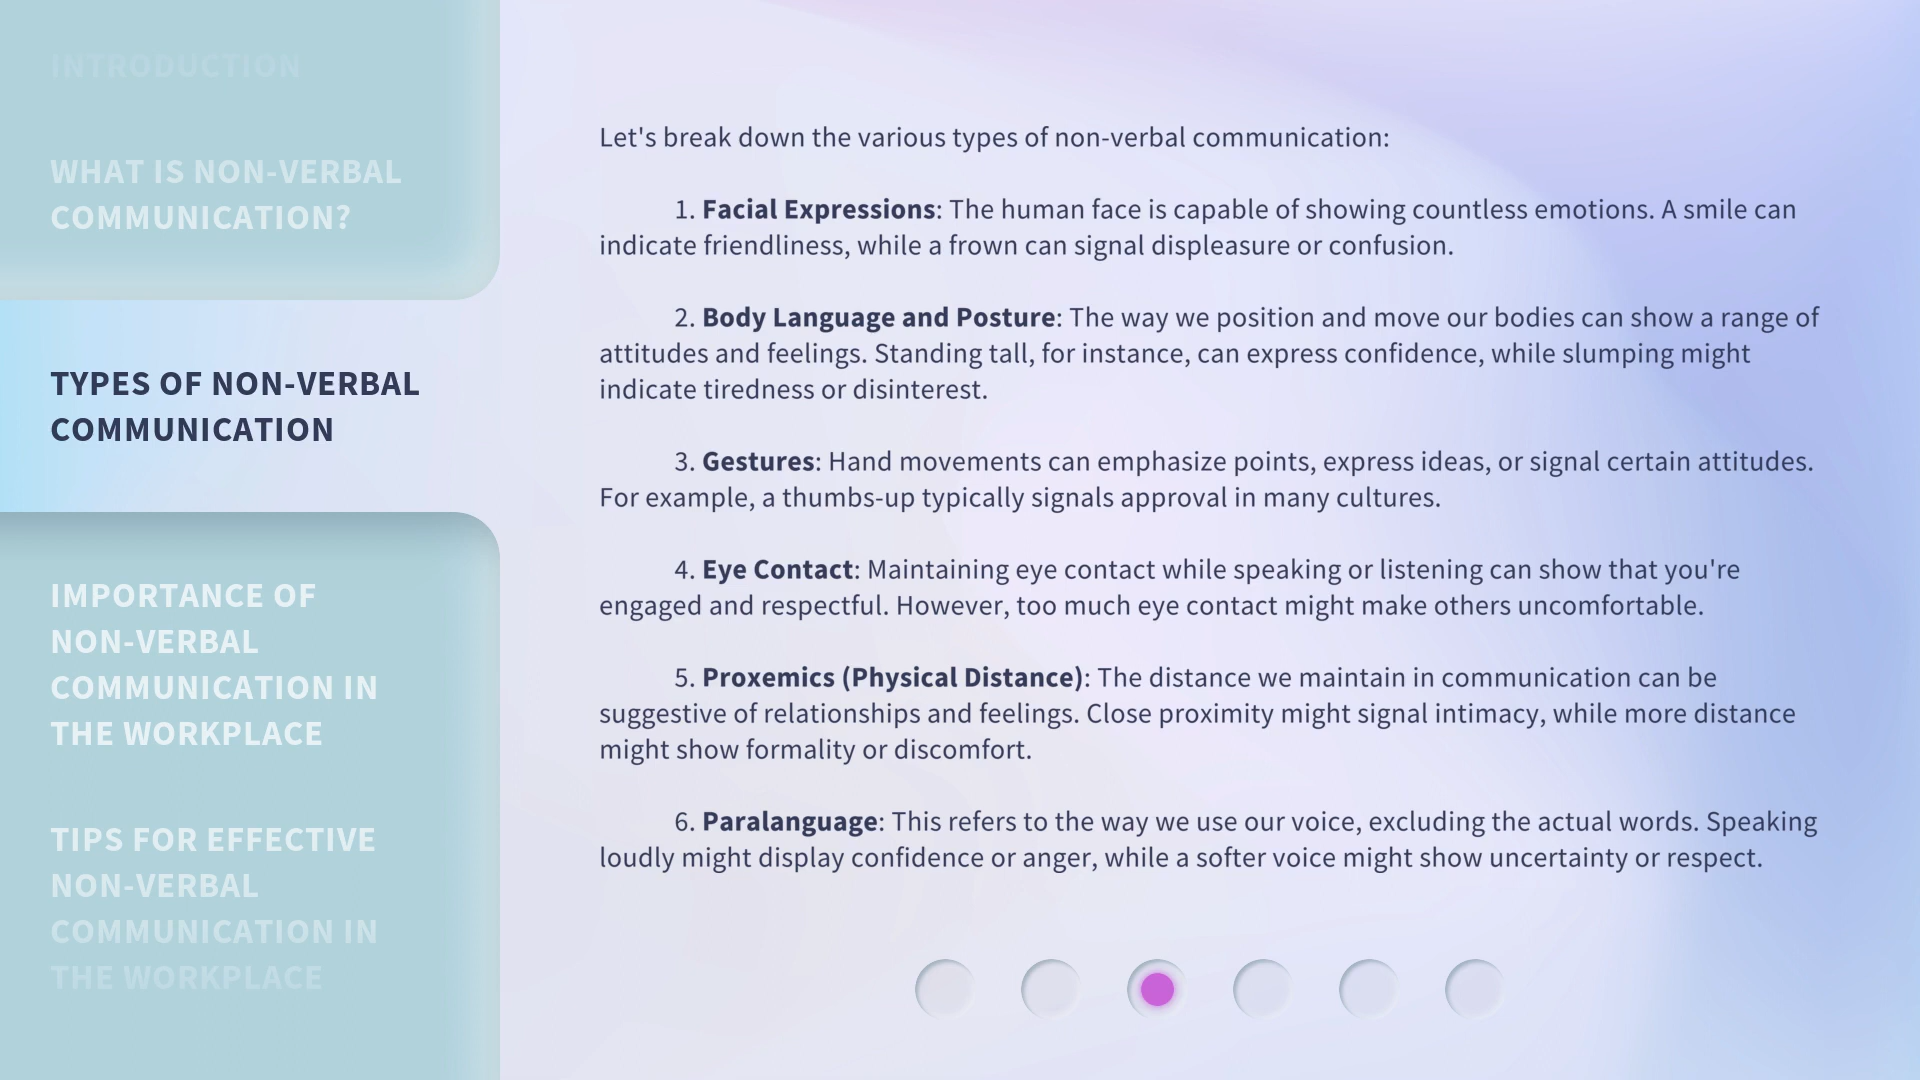 INTRODUCTION
WHAT IS NON-VERBAL
COMMUNICATION?
TYPES OF NON-VERBAL
COMMUNICATION
IMPORTANCE OF
NON-VERBAL
COMMUNICATION IN
THE WORKPLACE
TIPS FOR EFFECTIVE
NON-VERBAL
COMMUNICATION IN
THE WORKPLACE
Let's break down the various types of non-verbal communication:
1. Facial Expressions: The human face is capable of showing countless emotions. A smile can
indicate friendliness, while a frown can signal displeasure or confusion.
2. Body Language and Posture: The way we position and move our bodies can show a range of
attitudes and feelings. Standing tall, for instance, can express confidence, while slumping might
indicate tiredness or disinterest.
3. Gestures: Hand movements can emphasize points, express ideas, or signal certain attitudes.
For example, a thumbs-up typically signals approval in many cultures.
4. Eye Contact: Maintaining eye contact while speaking or listening can show that you're
engaged and respectful. However, too much eye contact might make others uncomfortable.
5. Proxemics (Physical Distance): The distance we maintain in communication can be
suggestive of relationships and feelings. Close proximity might signal intimacy, while more distance
might show formality or discomfort.
6. Paralanguage: This refers to the way we use our voice, excluding the actual words. Speaking
loudly might display confidence or anger, while a softer voice might show uncertainty or respect.